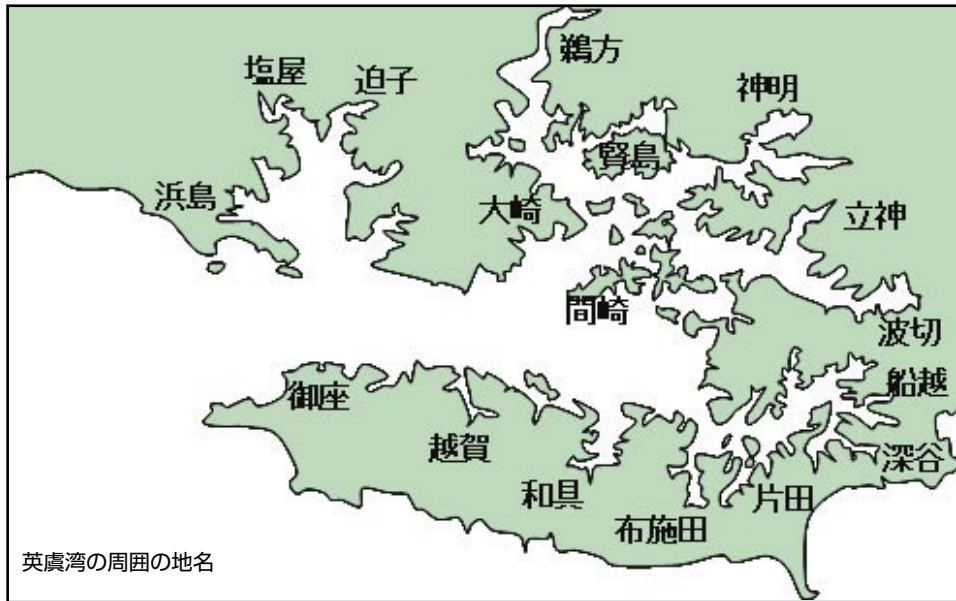 鵜方
塩屋
迫子
神明
賢島
浜島
大崎
立神
間崎
波切
船越
御座
越賀
深谷
和具
片田
布施田
英虞湾の周囲の地名